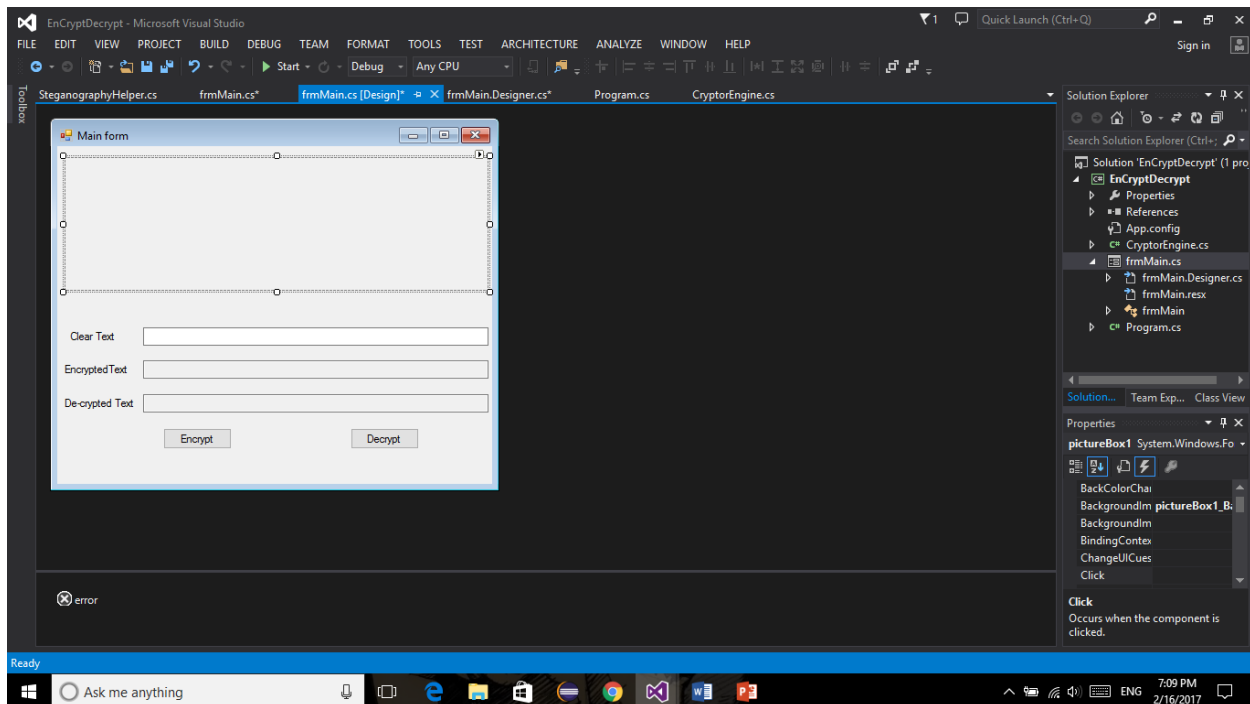 EnCryptDecrypt - Microsoft Visual Studio
1
Quick Launch (Ctrl+Q)
FILE EDIT VIEW PROJECT BUILD DEBUG TEAM FORMAT TOOLS TEST ARCHITECTURE ANALYZE WINDOW HELP
Sign in
Start Debug Any CPU
Toolbox
SteganographyHelper.cs frmMain.cs* frmMain.cs [Design]* frmMain.Designer.cs* Program.cs CryptorEngine.cs
Main form
Clear Text
EncryptedText
De-crypted Text
Encrypt Decrypt
error
Solution Explorer
Search Solution Explorer (Ctrl+;
Solution 'EnCryptDecrypt' (1 pro
EnCryptDecrypt
Properties
References
App.config
C# CryptorEngine.cs
frmMain.cs
frmMain.Designer.cs
frmMain.resx
frmMain
C# Program.cs
Solution... Team Exp... Class View
Properties
pictureBox1 System.Windows.Fo
BackColorChar
BackgroundIm pictureBox1_Ba
BackgroundIm
BindingContex
ChangeUICues
Click
Click
Occurs when the component is
clicked.
Ready
Ask me anything
ENG
7:09 PM
2/16/2017